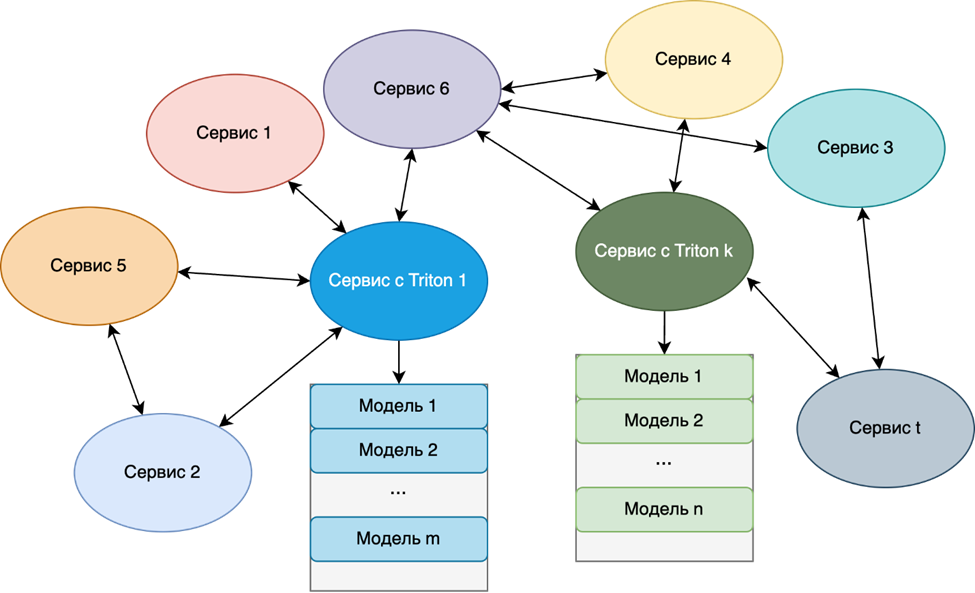 Сервис 4
Сервис 6
Сервис 1
Сервис 3
Сервис с Triton k
Сервис 5
Сервис с Triton 1
Модель 1
Модель 2
...
Модель n
Модель 1
Модель 2
...
Модель m
Сервис t
Сервис 2